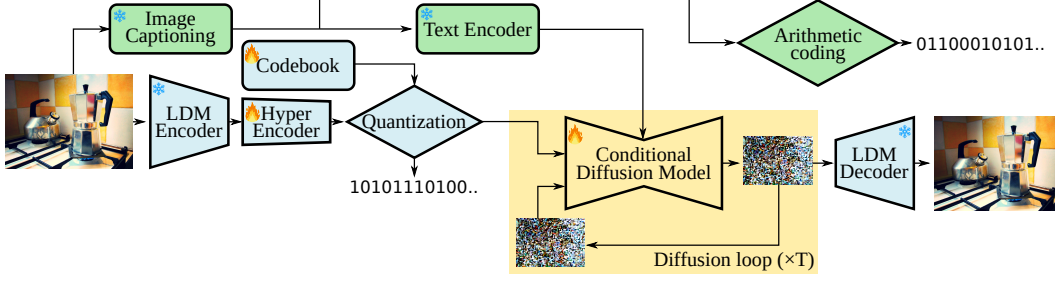 Image
Captioning
Text Encoder
Arithmetic
coding
01100010101..
Codebook
LDM
Encoder
Hyper
Encoder
Quantization
10101110100..
Conditional
Diffusion Model
LDM
Decoder
Diffusion loop (×T)